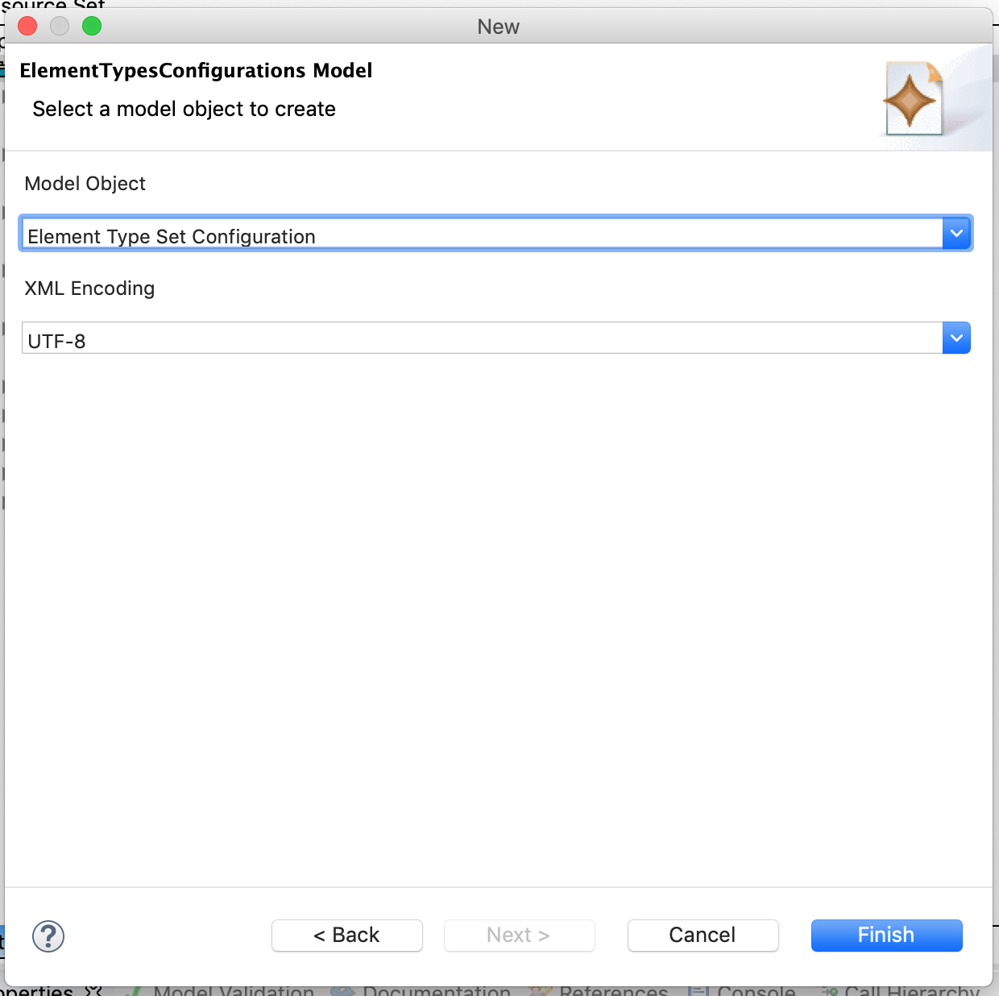 source Set
New
ElementTypesConfigurations Model
Select a model object to create
Model Object
Element Type Set Configuration
XML Encoding
UTF-8
?
< Back
Next >
Cancel
Finish
operties
Model Validation
Documentation
References
Console
Call Hierarchy